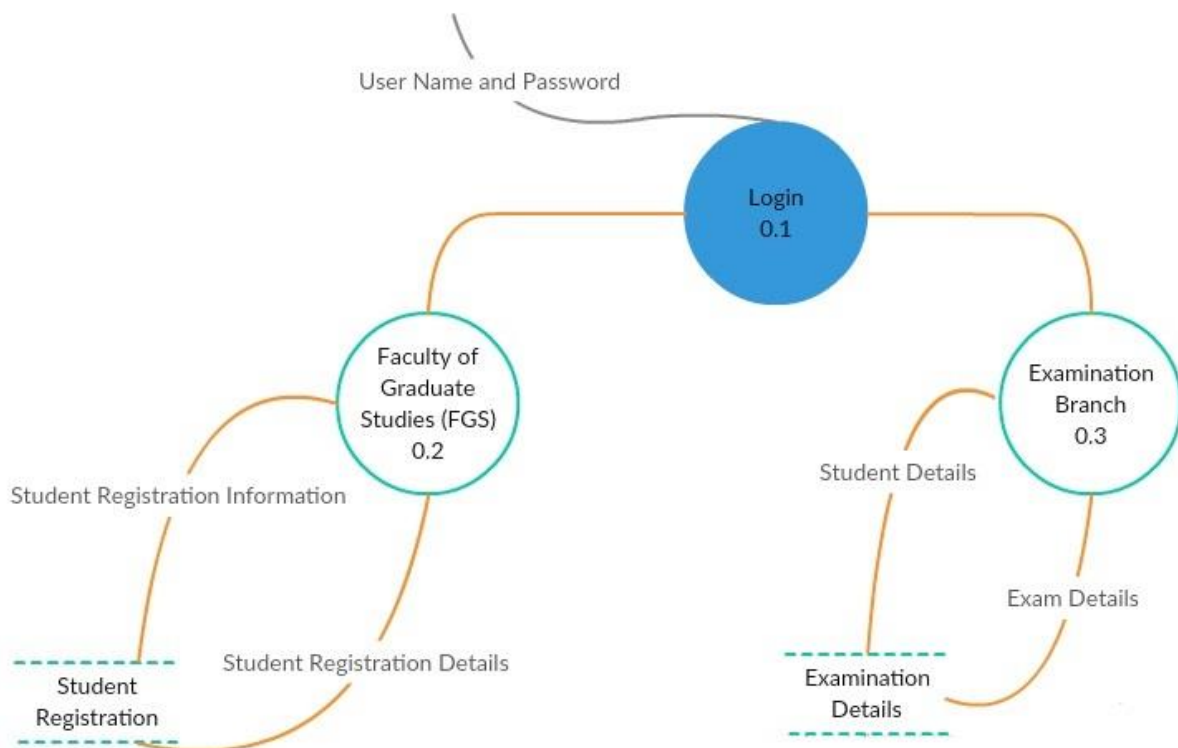 User Name and Password
Login
0.1
Faculty of
Graduate
Studies (FGS)
0.2
Examination
Branch
0.3
Student Details
Student Registration Information
Exam Details
Student Registration Details
Student
Registration
Examination
Details